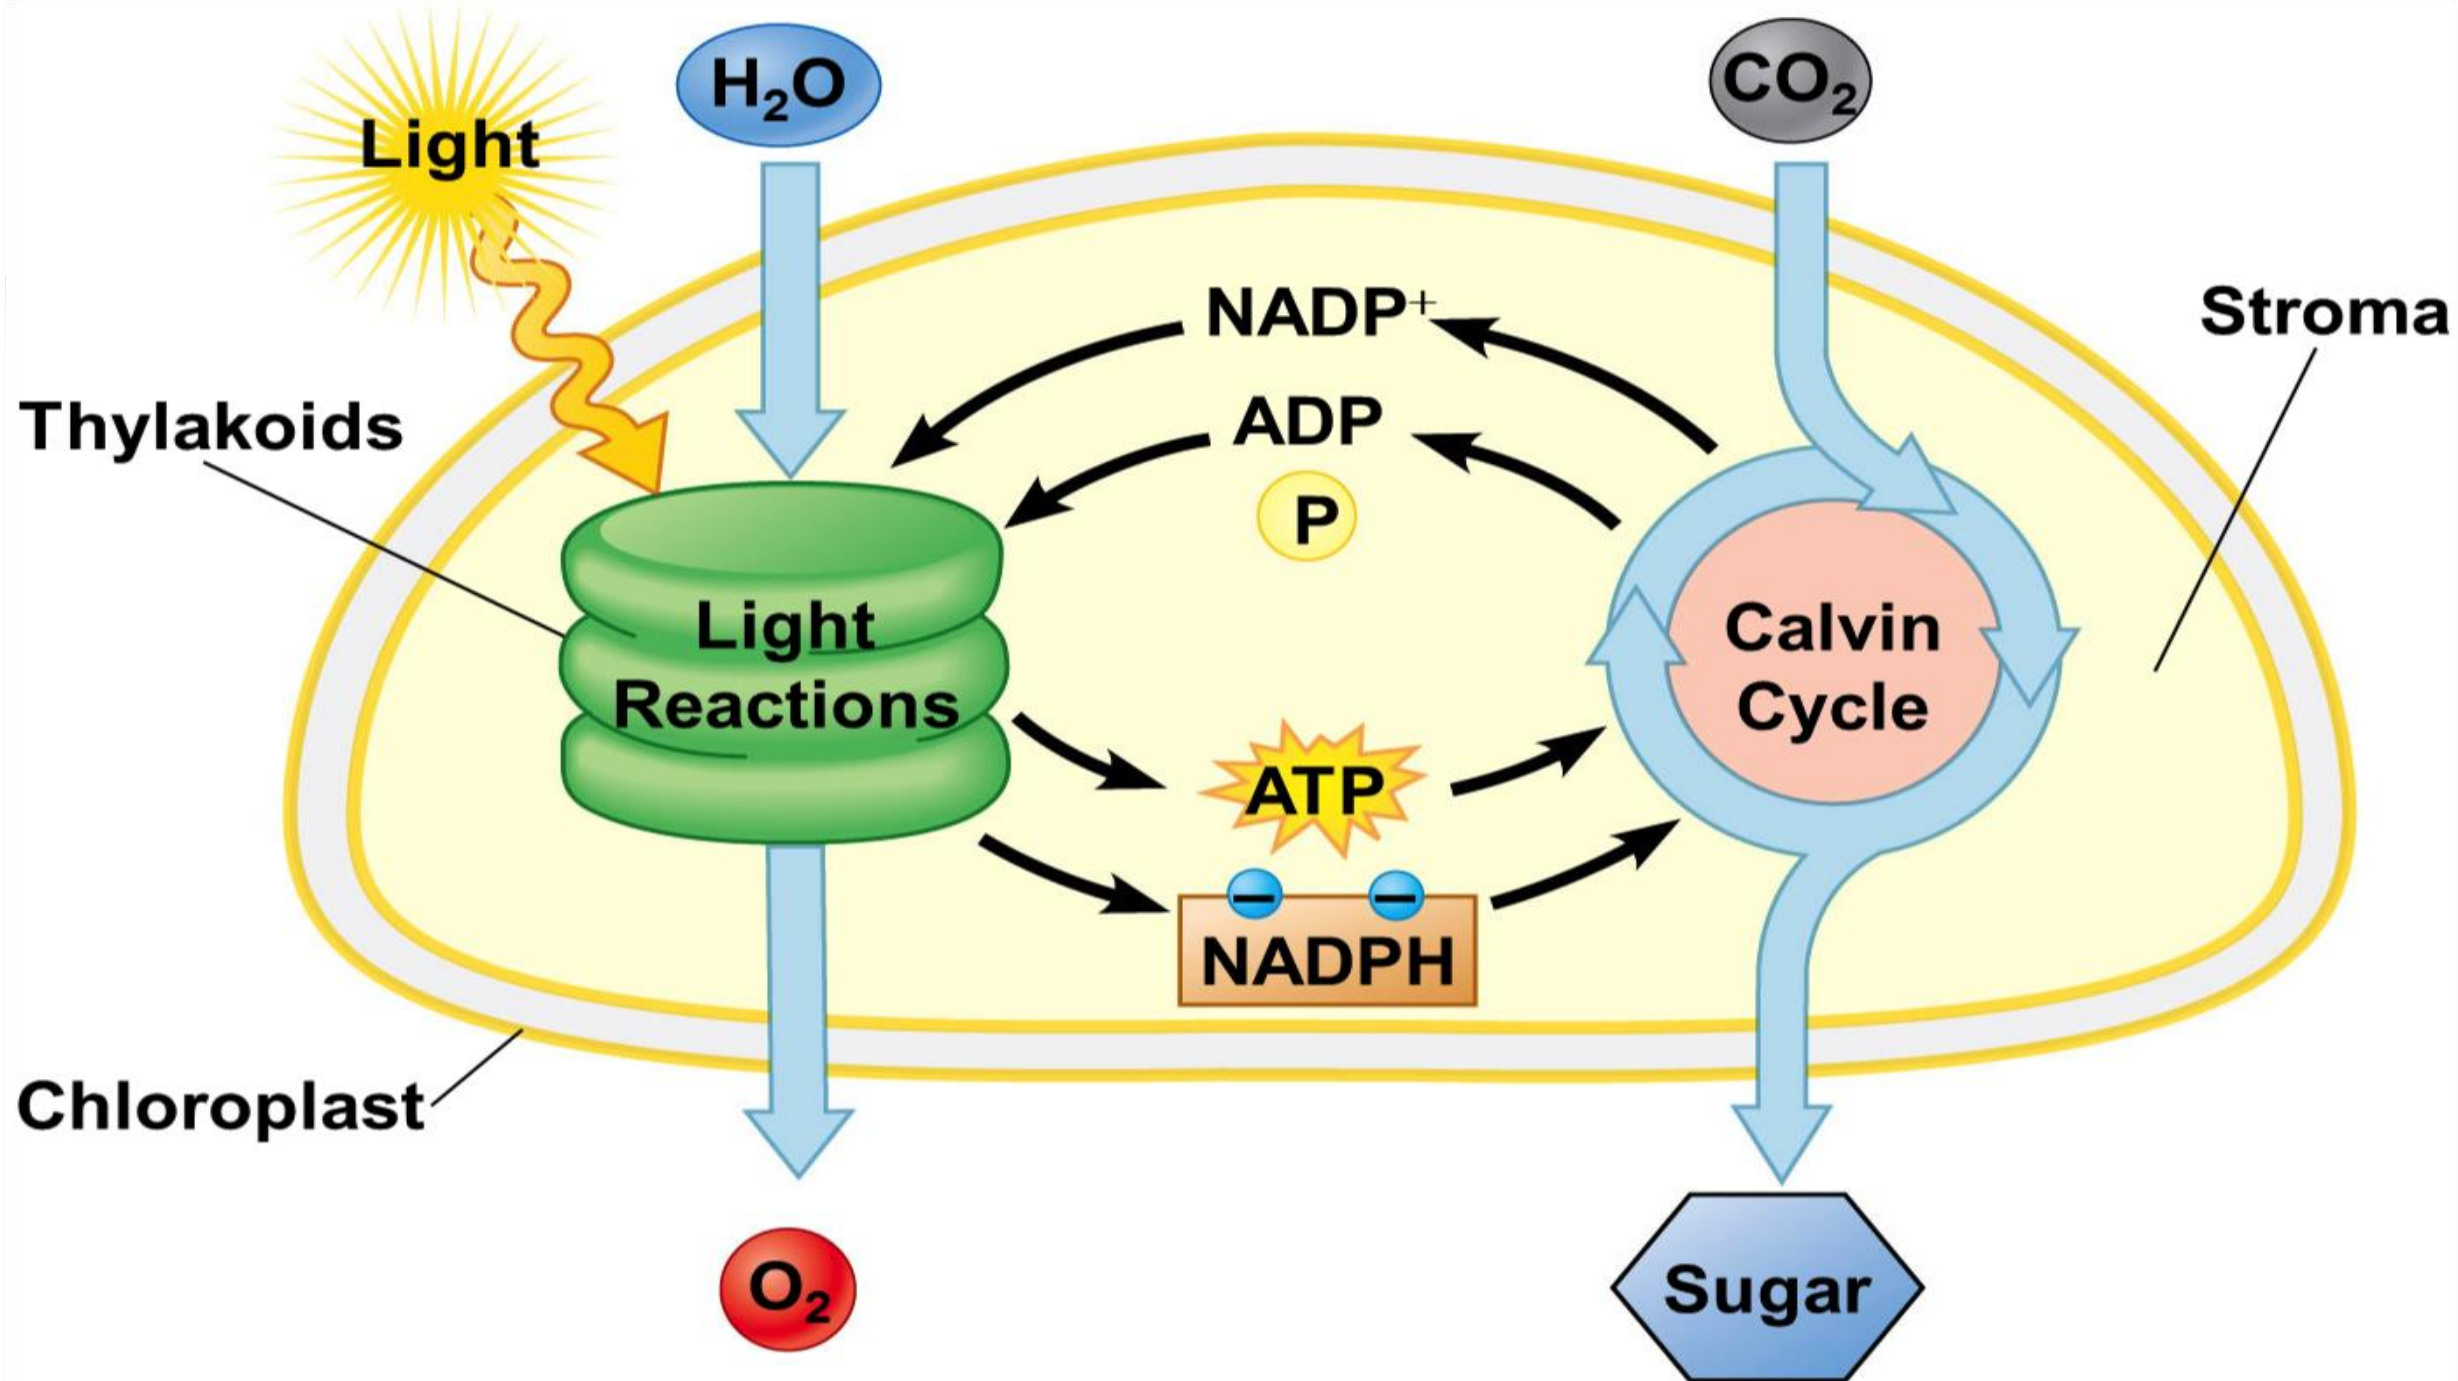 Light
H₂O
CO₂
Stroma
NADP⁺
Thylakoids
ADP
P
Light
Reactions
Calvin
Cycle
ATP
NADPH
Chloroplast
O₂
Sugar